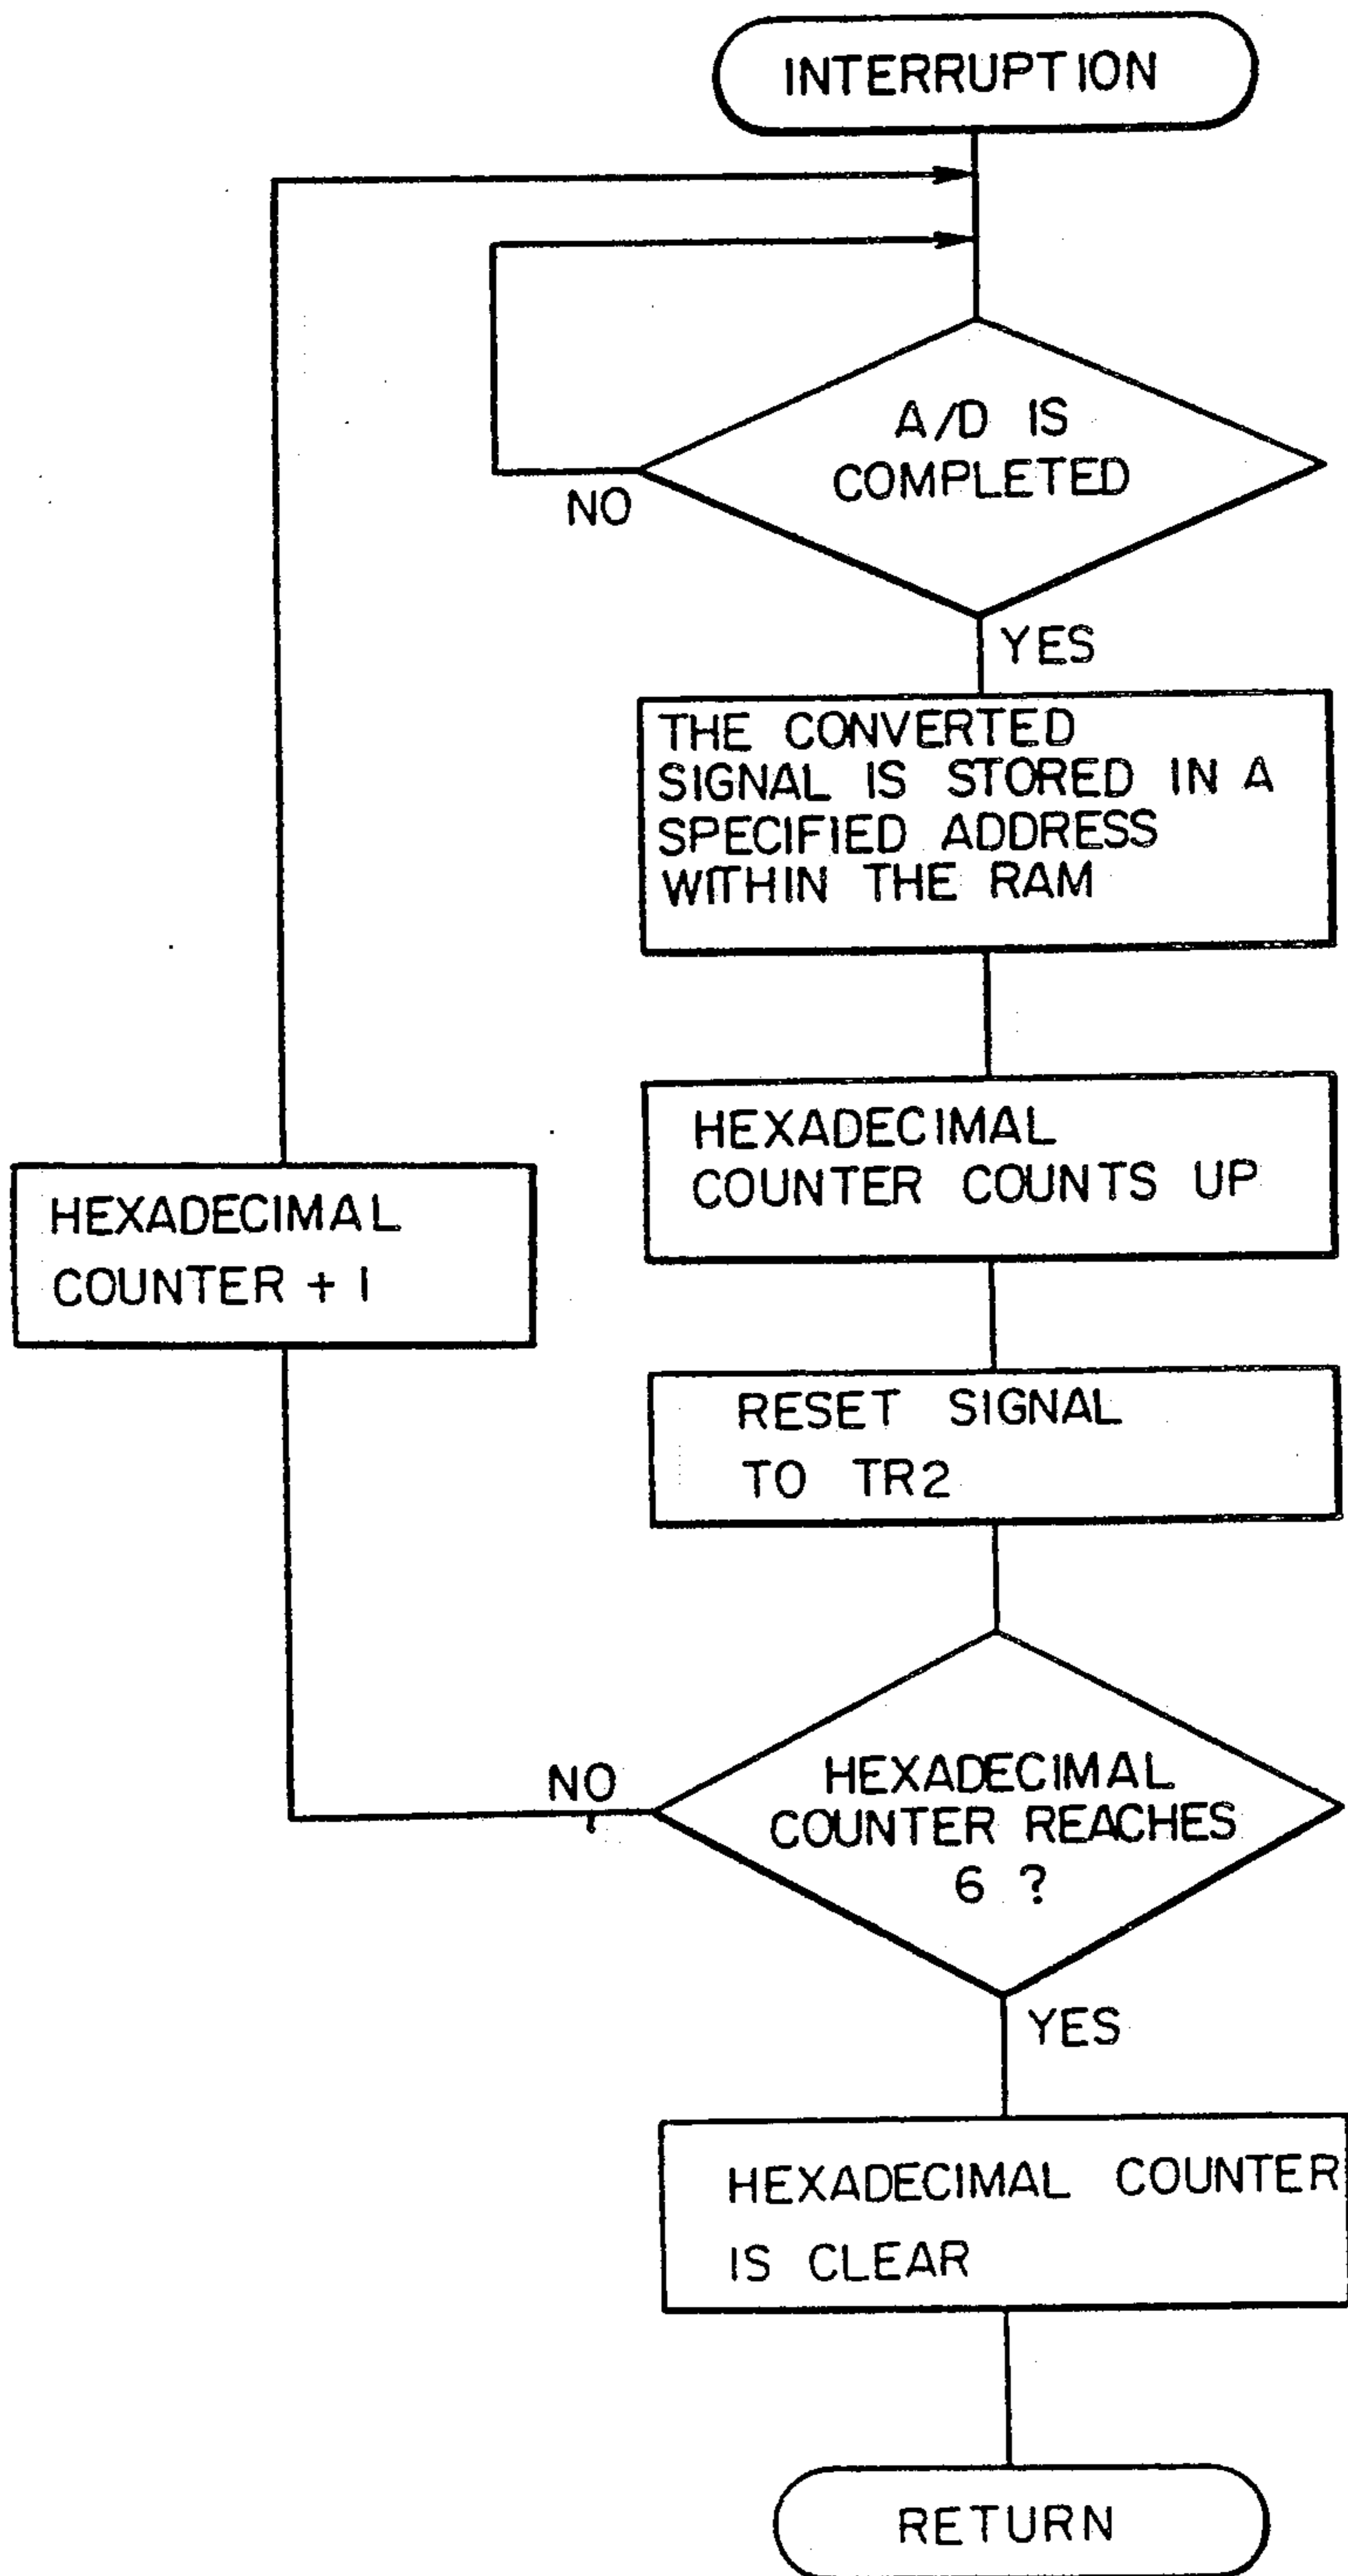 INTERRUPTION
A/D IS
COMPLETED
NO
YES
THE CONVERTED
SIGNAL IS STORED IN A
SPECIFIED ADDRESS
WITHIN THE RAM
HEXADECIMAL
COUNTER COUNTS UP
HEXADECIMAL
COUNTER + 1
RESET SIGNAL
TO TR2
NO
HEXADECIMAL
COUNTER REACHES
6 ?
YES
HEXADECIMAL COUNTER
IS CLEAR
RETURN